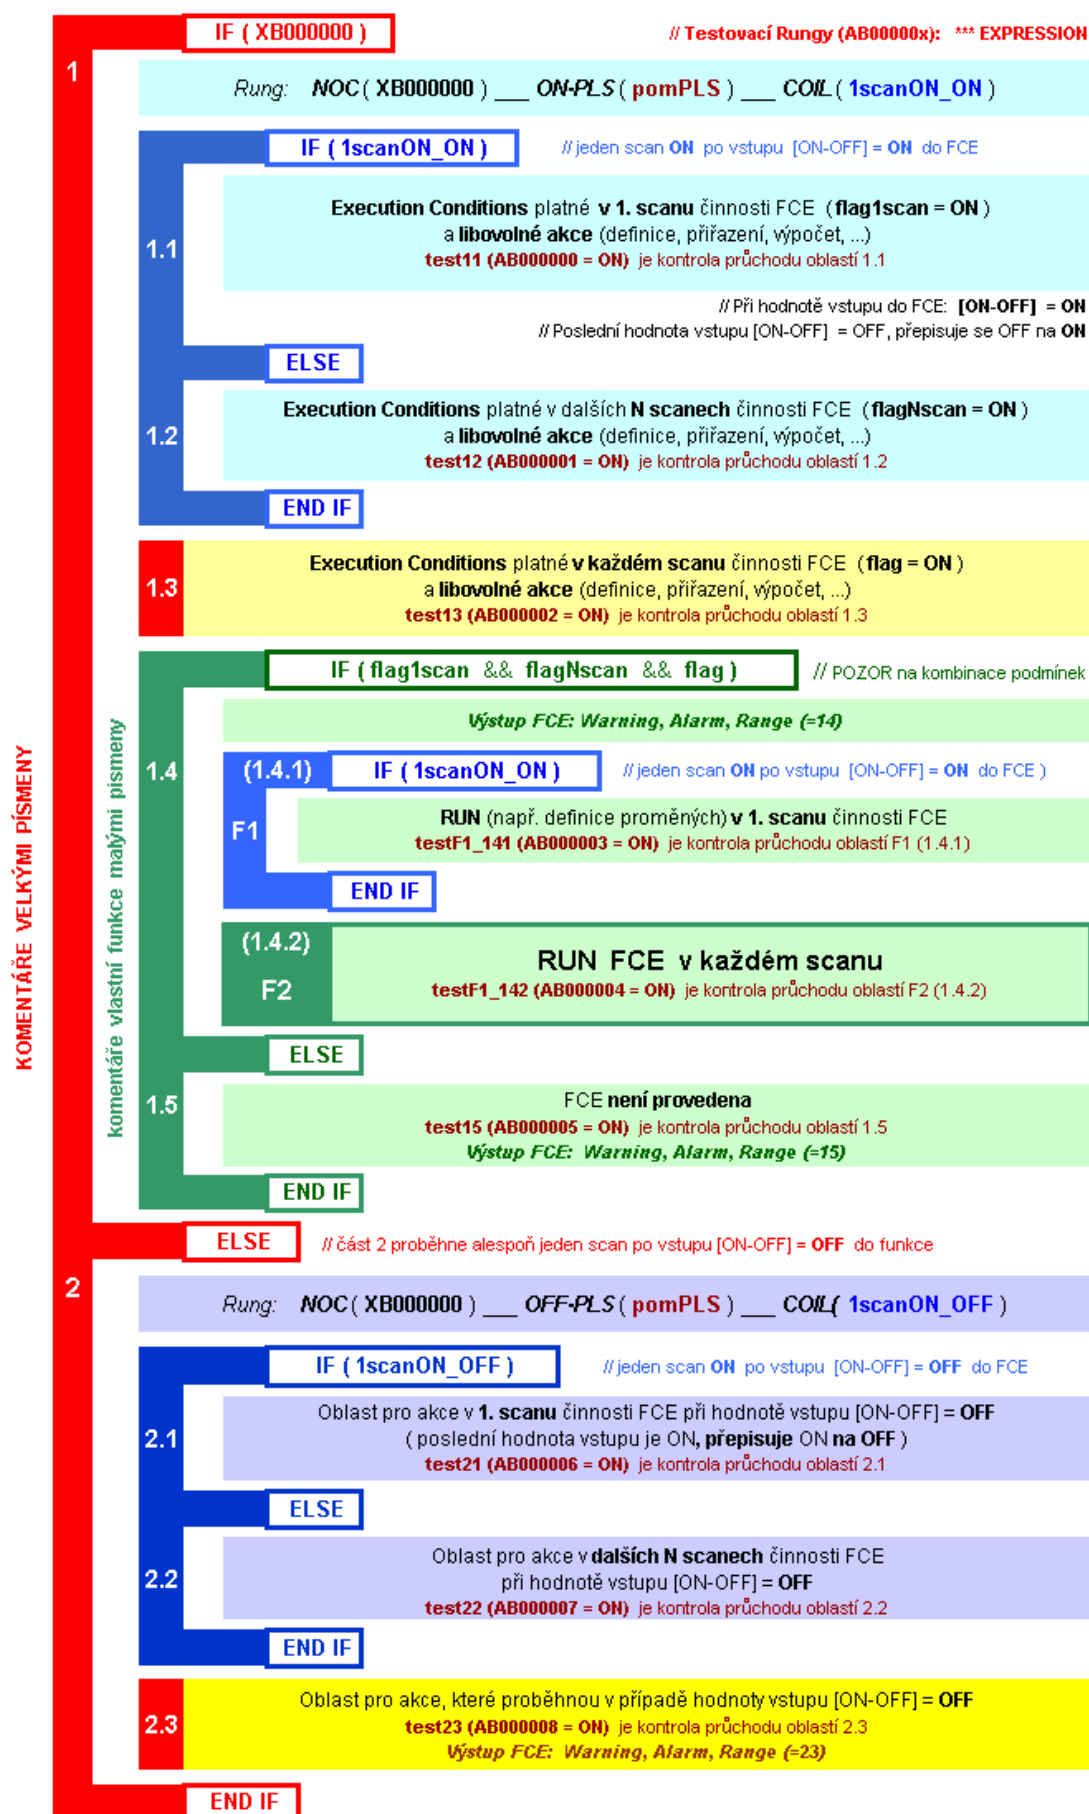 IF ( XB000000 )
// Testovací Rungy (AB00000x): *** EXPRESSION
1
Rung: NOC ( XB000000 ) ___ ON-PLS ( pomPLS ) ___ COIL ( 1scanON_ON )
IF ( 1scanON_ON )
// jeden scan ON po vstupu [ON-OFF] = ON do FCE
1.1
Execution Conditions platné v 1. scanu činnosti FCE ( flag1scan = ON )
a libovolné akce (definice, přiřazení, výpočet, ...)
test11 (AB000000 = ON) je kontrola průchodu oblastí 1.1
// Při hodnotě vstupu do FCE: [ON-OFF] = ON
// Poslední hodnota vstupu [ON-OFF] = OFF, přepisuje se OFF na ON
ELSE
1.2
Execution Conditions platné v dalších N scanech činnosti FCE ( flagNscan = ON )
a libovolné akce (definice, přiřazení, výpočet, ...)
test12 (AB000001 = ON) je kontrola průchodu oblastí 1.2
END IF
1.3
Execution Conditions platné v každém scanu činnosti FCE ( flag = ON )
a libovolné akce (definice, přiřazení, výpočet, ...)
test13 (AB000002 = ON) je kontrola průchodu oblastí 1.3
IF ( flag1scan && flagNscan && flag )
// POZOR na kombinace podmínek
KOMENTÁŘE VELKÝMI PÍSMENY
komentáře vlastní funkce malými písmeny
1.4
Výstup FCE: Warning, Alarm, Range (=14)
(1.4.1)
F1
IF ( 1scanON_ON )
// jeden scan ON po vstupu [ON-OFF] = ON do FCE )
RUN (např. definice proměných) v 1. scanu činnosti FCE
testF1_141 (AB000003 = ON) je kontrola průchodu oblastí F1 (1.4.1)
END IF
(1.4.2)
F2
RUN FCE v každém scanu
testF1_142 (AB000004 = ON) je kontrola průchodu oblastí F2 (1.4.2)
ELSE
1.5
FCE není provedena
test15 (AB000005 = ON) je kontrola průchodu oblastí 1.5
Výstup FCE: Warning, Alarm, Range (=15)
END IF
ELSE
// část 2 proběhne alespoň jeden scan po vstupu [ON-OFF] = OFF do funkce
2
Rung: NOC ( XB000000 ) ___ OFF-PLS ( pomPLS ) ___ COIL( 1scanON_OFF )
IF ( 1scanON_OFF )
// jeden scan ON po vstupu [ON-OFF] = OFF do FCE
2.1
Oblast pro akce v 1. scanu činnosti FCE při hodnotě vstupu [ON-OFF] = OFF
( poslední hodnota vstupu je ON, přepisuje ON na OFF )
test21 (AB000006 = ON) je kontrola průchodu oblastí 2.1
ELSE
2.2
Oblast pro akce v dalších N scanech činnosti FCE
při hodnotě vstupu [ON-OFF] = OFF
test22 (AB000007 = ON) je kontrola průchodu oblastí 2.2
END IF
2.3
Oblast pro akce, které proběhnou v případě hodnoty vstupu [ON-OFF] = OFF
test23 (AB000008 = ON) je kontrola průchodu oblastí 2.3
Výstup FCE: Warning, Alarm, Range (=23)
END IF